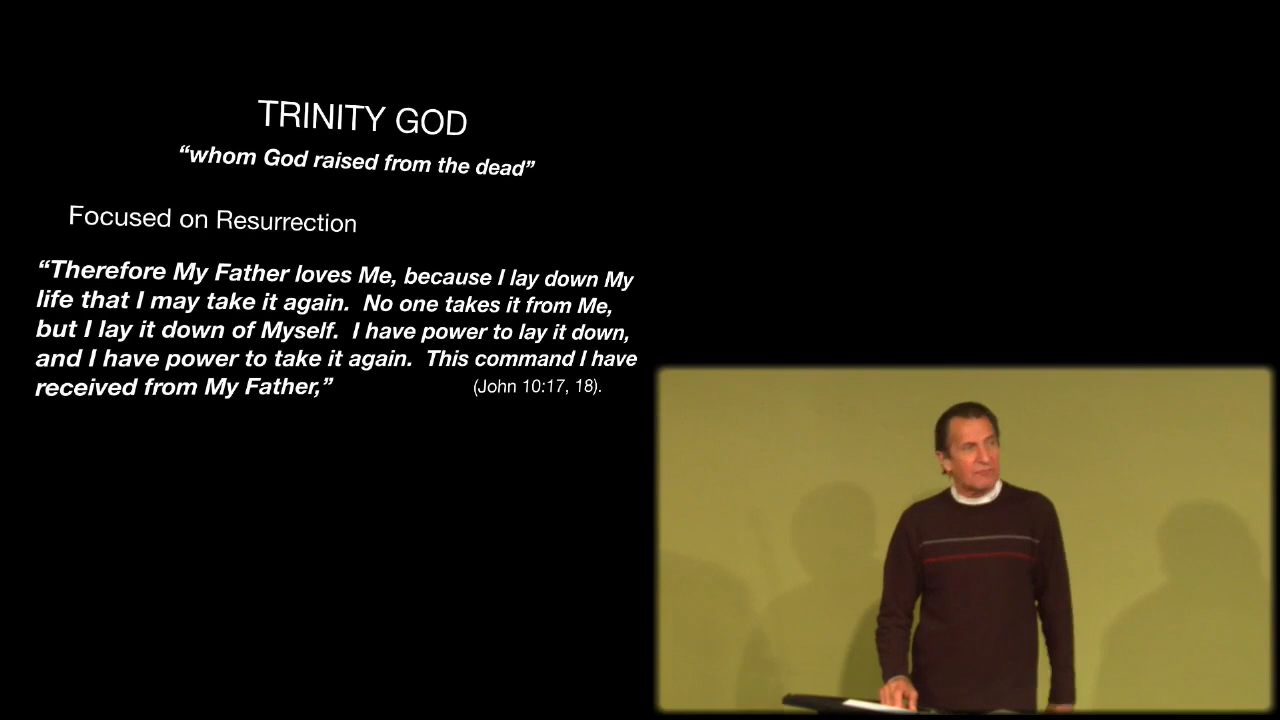 TRINITY GOD
“whom God raised from the dead”
Focused on Resurrection
“Therefore My Father loves Me, because I lay down My
life that I may take it again.  No one takes it from Me,
but I lay it down of Myself.  I have power to lay it down,
and I have power to take it again.  This command I have
received from My Father,” (John 10:17, 18).